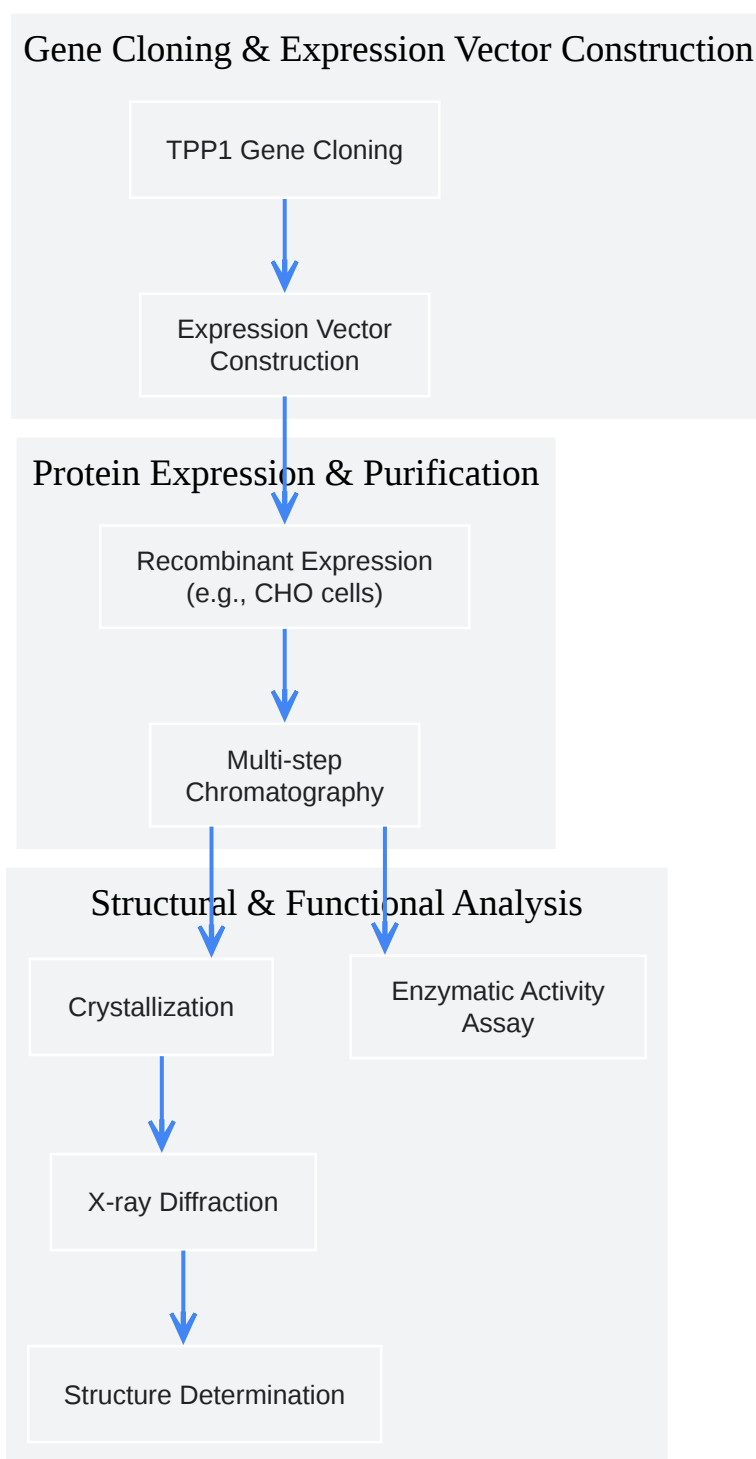 Gene Cloning & Expression Vector Construction
TPP1 Gene Cloning
Expression Vector
Construction
Protein Expression & Purification
Recombinant Expression
(e.g., CHO cells)
Multi-step
Chromatography
Structural & Functional Analysis
Crystallization
Enzymatic Activity
Assay
X-ray Diffraction
Structure Determination